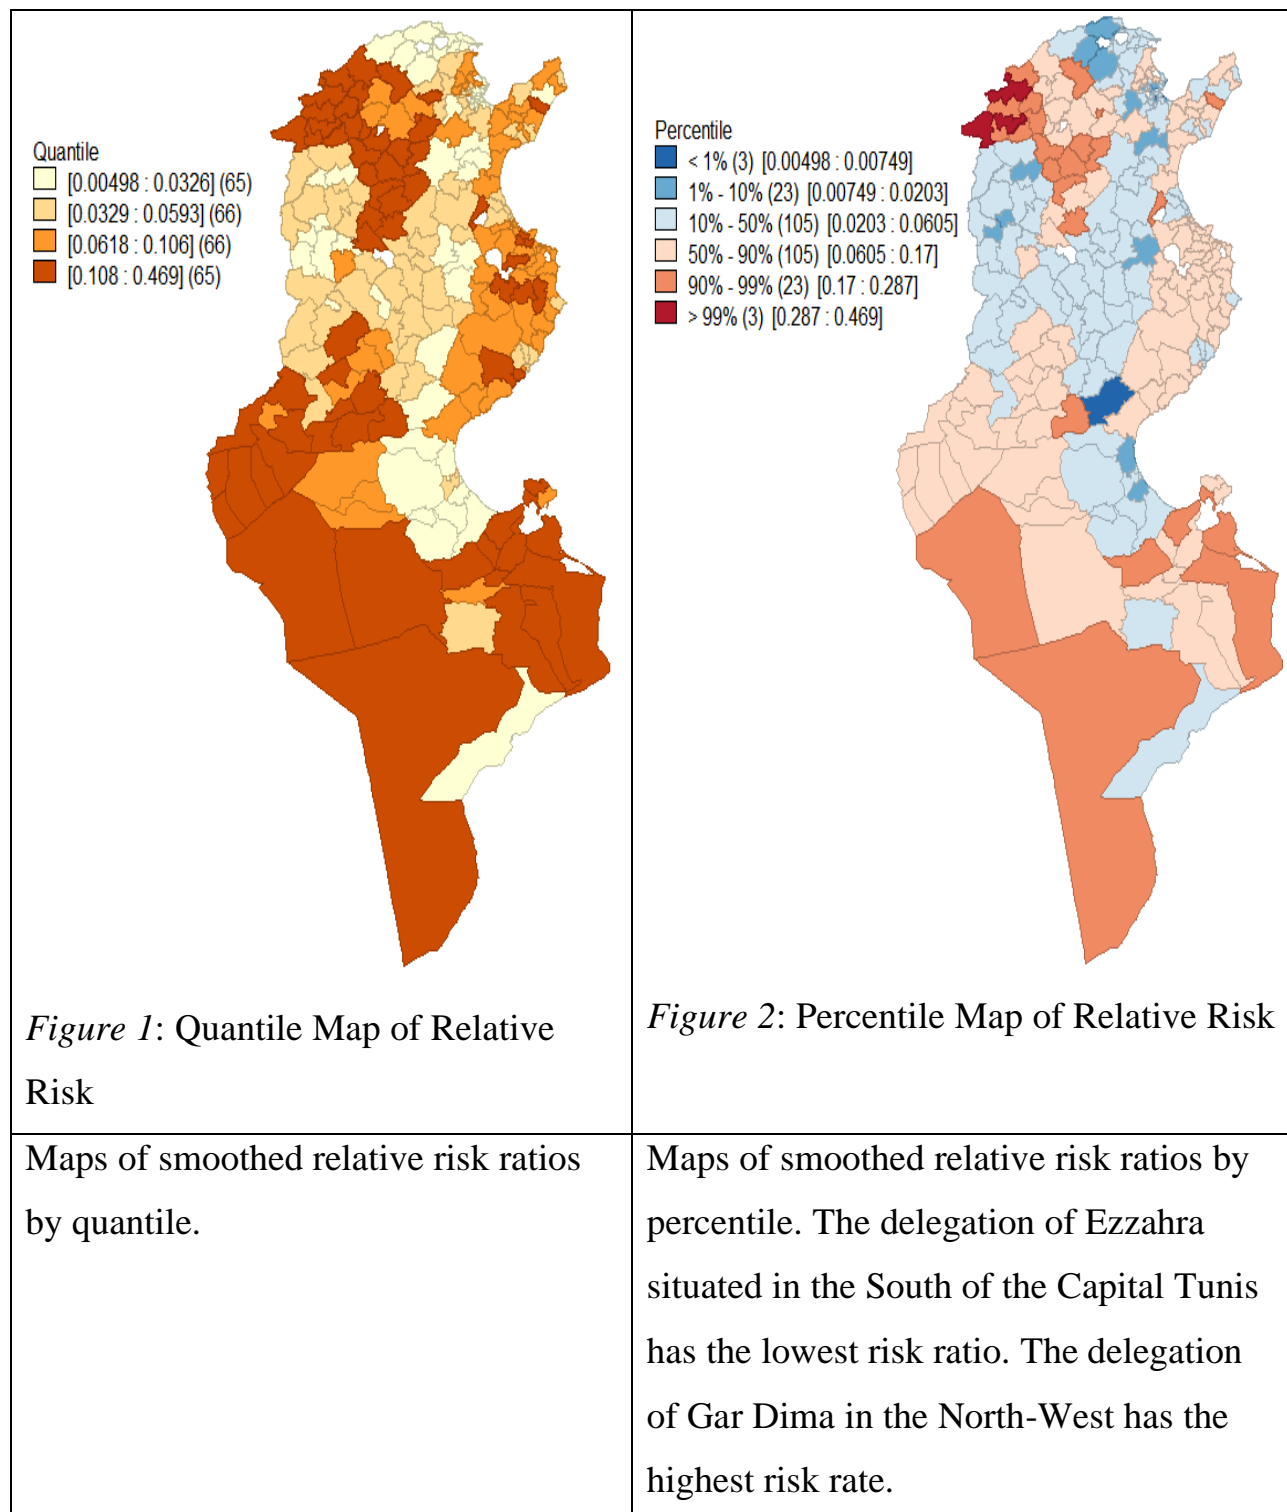 Quantile
[0.00498 : 0.0326] (65)
[0.0329 : 0.0593] (66)
[0.0618 : 0.106] (66)
[0.108 : 0.469] (65)
Figure 1: Quantile Map of Relative
Risk
Percentile
< 1% (3) [0.00498 : 0.00749]
1% - 10% (23) [0.00749 : 0.0203]
10% - 50% (105) [0.0203 : 0.0605]
50% - 90% (105) [0.0605 : 0.17]
90% - 99% (23) [0.17 : 0.287]
> 99% (3) [0.287 : 0.469]
Figure 2: Percentile Map of Relative Risk
Maps of smoothed relative risk ratios
by quantile.
Maps of smoothed relative risk ratios by
percentile. The delegation of Ezzahra
situated in the South of the Capital Tunis
has the lowest risk ratio. The delegation
of Gar Dima in the North-West has the
highest risk rate.